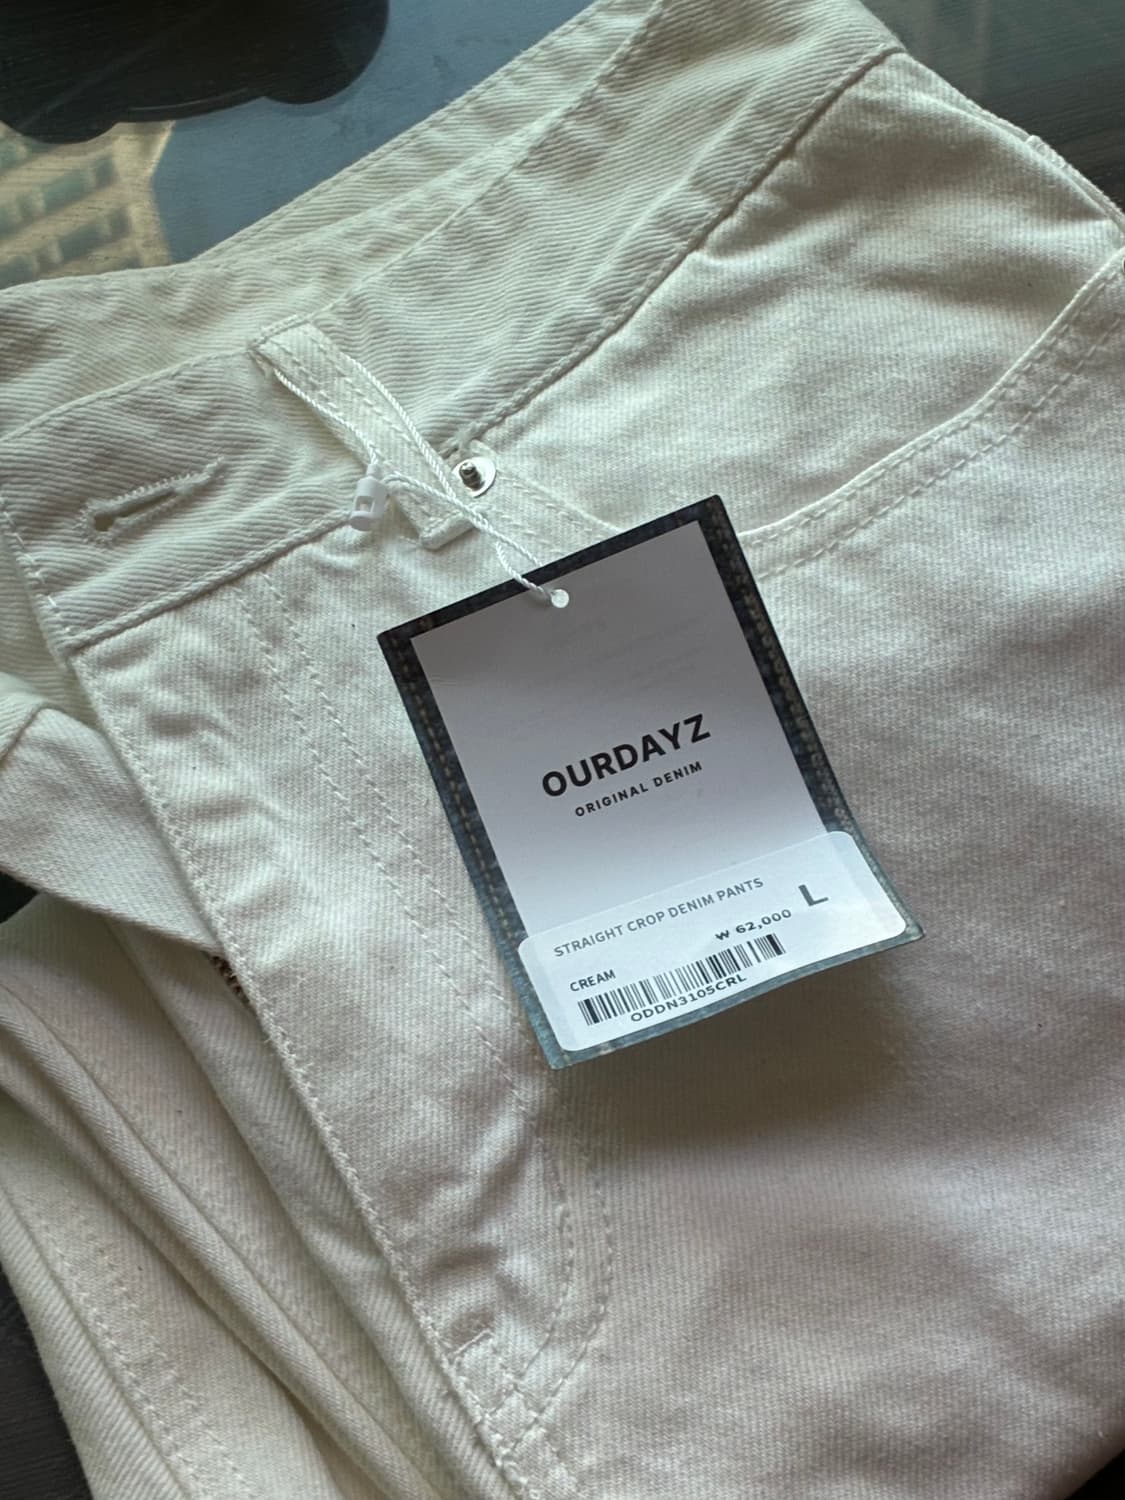 OURDAYZ
ORIGINAL DENIM
STRAIGHT CROP DENIM PANTS
L
₩ 62,000
CREAM
ODDN3105CRL